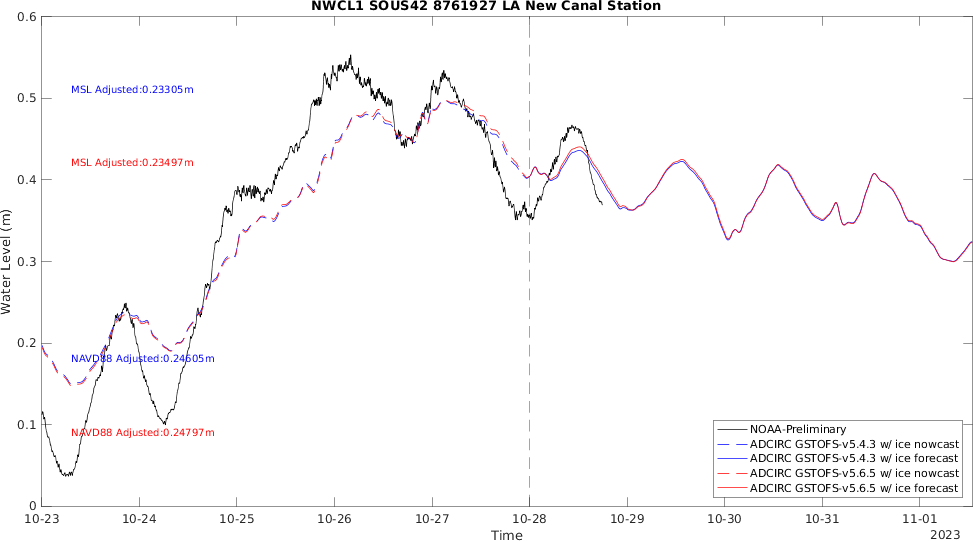 NWCL1 SOUS42 8761927 LA New Canal Station
0.6
0.5
0.4
0.3
0.2
0.1
0
Water Level (m)
MSL Adjusted:0.23305m
MSL Adjusted:0.23497m
NAVD88 Adjusted:0.24605m
NAVD88 Adjusted:0.24797m
NOAA-Preliminary
ADCIRC GSTOFS-v5.4.3 w/ ice nowcast
ADCIRC GSTOFS-v5.4.3 w/ ice forecast
ADCIRC GSTOFS-v5.6.5 w/ ice nowcast
ADCIRC GSTOFS-v5.6.5 w/ ice forecast
10-23 10-24 10-25 10-26 10-27 10-28 10-29 10-30 10-31 11-01
Time
2023